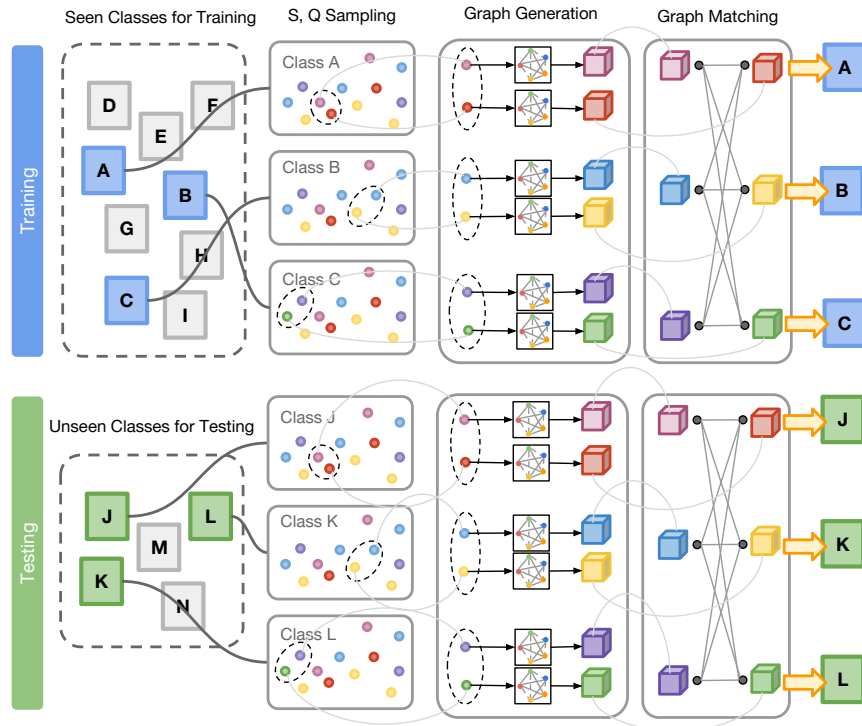 Seen Classes for Training
S, Q Sampling
Graph Generation
Graph Matching
Training
D
F
E
A
B
G
H
C
I
Class A
Class B
Class C
A
B
C
Testing
Unseen Classes for Testing
J
L
M
K
N
Class J
Class K
Class L
J
K
L